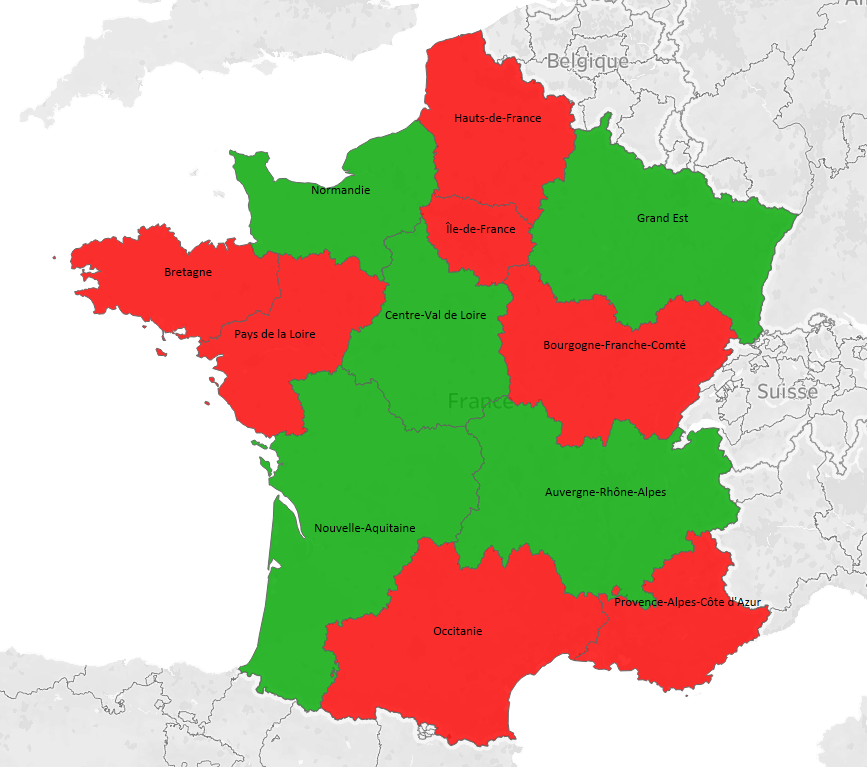 Belgique
Hauts-de-France
Normandie
Grand Est
Île-de-France
Bretagne
Centre-Val de Loire
Pays de la Loire
Bourgogne-Franche-Comté
Suisse
France
Auvergne-Rhône-Alpes
Nouvelle-Aquitaine
Provence-Alpes-Côte d'Azur
Occitanie